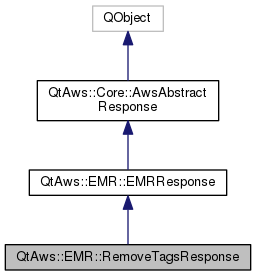 QObject
QtAws::Core::AwsAbstract
Response
QtAws::EMR::EMRResponse
QtAws::EMR::RemoveTagsResponse